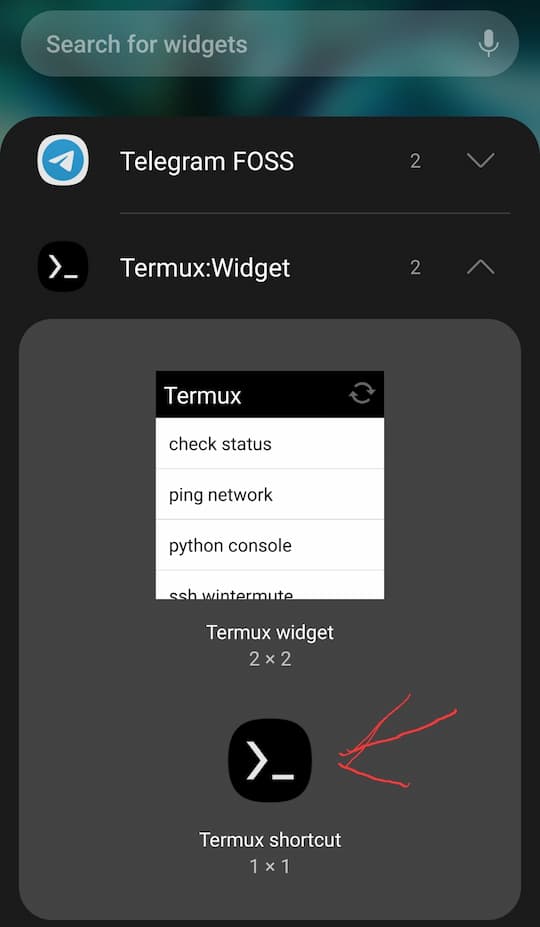 Search for widgets
Telegram FOSS 2
Termux:Widget 2
Termux
check status
ping network
python console
ssh wintermute
Termux widget
2 × 2
Termux shortcut
1 × 1